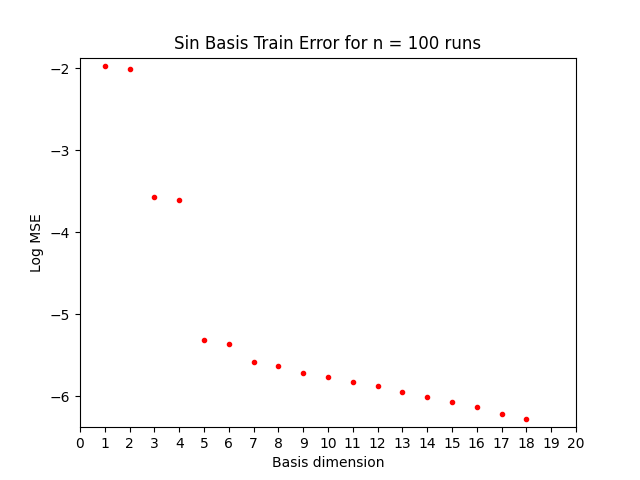 Sin Basis Train Error for n = 100 runs
−2
−3
−4
−5
−6
Log MSE
0 1 2 3 4 5 6 7 8 9 10 11 12 13 14 15 16 17 18 19 20
Basis dimension